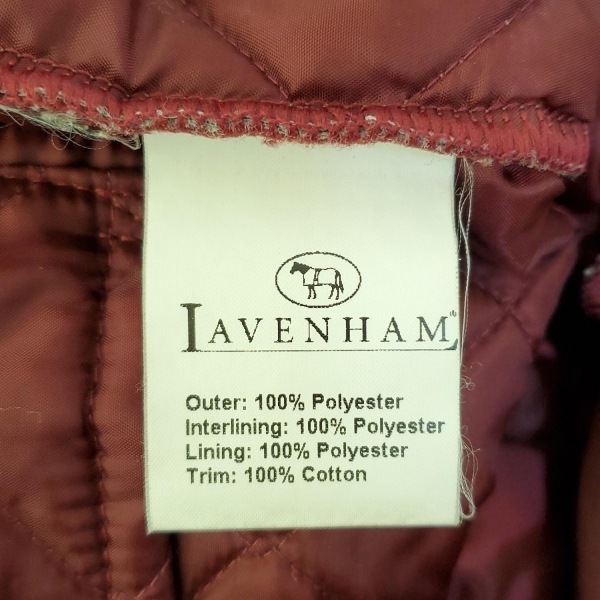 LAVENHAM
Outer: 100% Polyester
Interlining: 100% Polyester
Lining: 100% Polyester
Trim: 100% Cotton